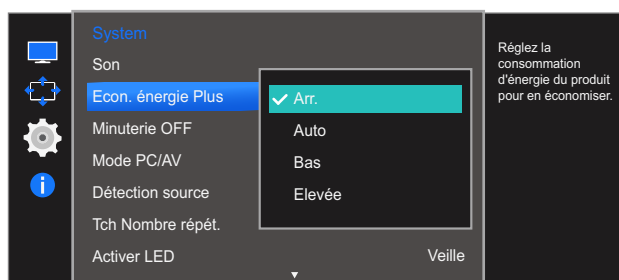 System
Son
Econ. énergie Plus
Minuterie OFF
Mode PC/AV
Détection source
Tch Nombre répét.
Activer LED
Veille
Arr.
Auto
Bas
Elevée
Réglez la
consommation
d'énergie du produit
pour en économiser.